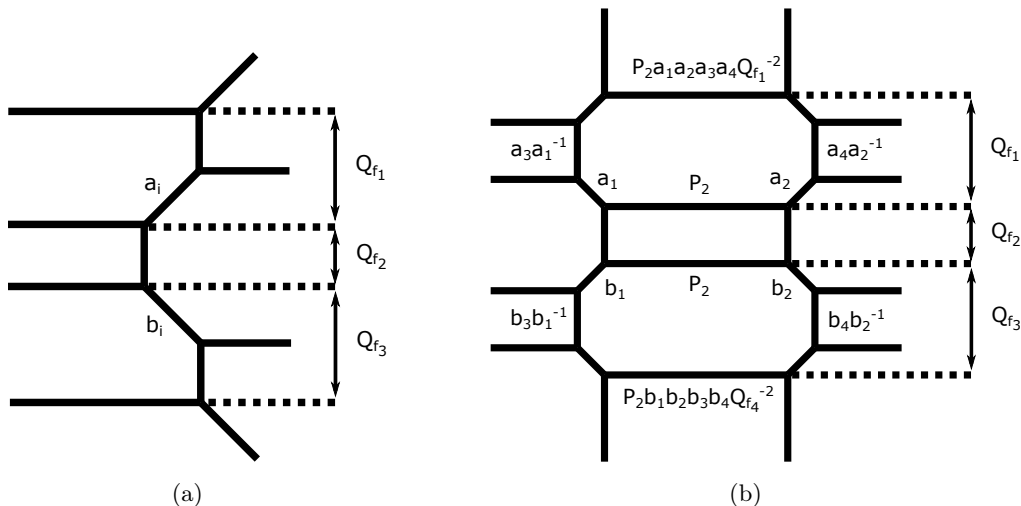 Q_{f_1}
a_i
Q_{f_2}
b_i
Q_{f_3}
(a)
P_2a_1a_2a_3a_4Q_{f_1}^{-2}
a_3a_1^{-1}
a_4a_2^{-1}
Q_{f_1}
a_1
P_2
a_2
Q_{f_2}
b_1
P_2
b_2
b_3b_1^{-1}
b_4b_2^{-1}
Q_{f_3}
P_2b_1b_2b_3b_4Q_{f_4}^{-2}
(b)